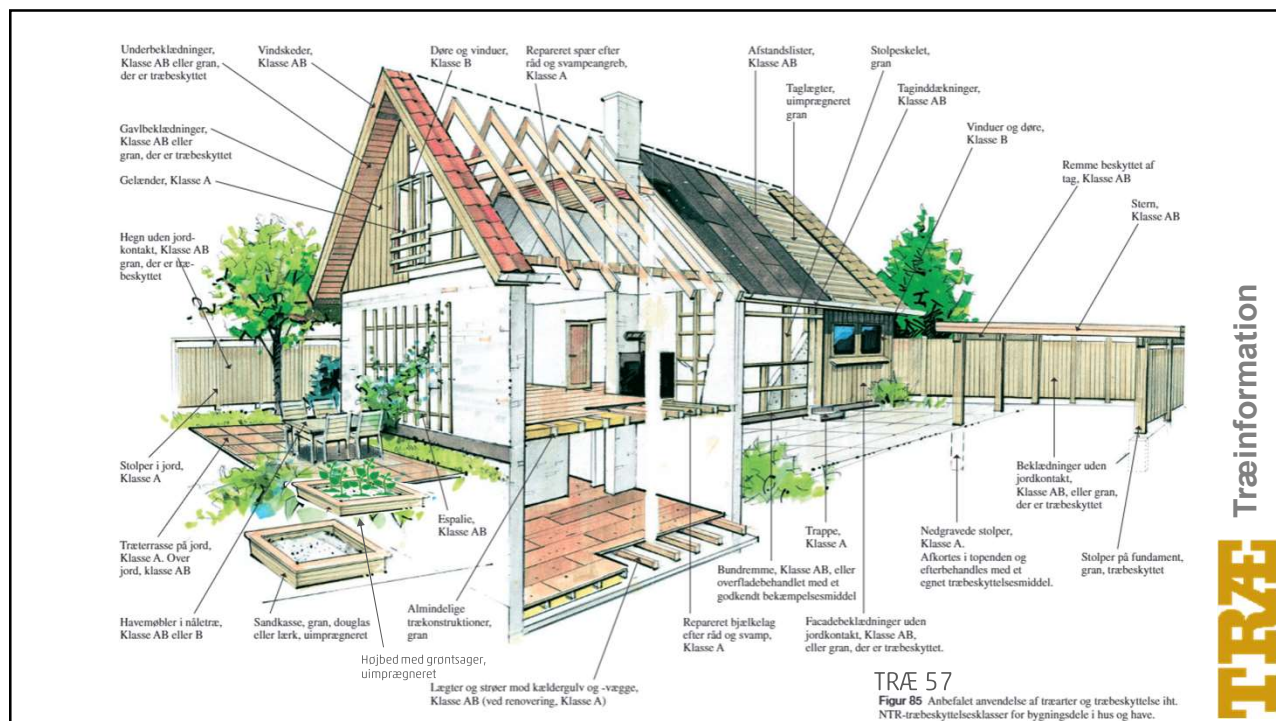 Underbeklædninger,
Klasse AB eller gran,
der er træbeskyttet
Vindskeder,
Klasse AB
Døre og vinduer,
Klasse B
Repareret spær efter
råd og svampeangreb,
Klasse A
Afstandslister,
Klasse AB
Stolpeskelet,
gran
Taglægter,
uimprægneret
gran
Taginddækninger,
Klasse AB
Vinduer og døre,
Klasse B
Remme beskyttet af
tag, Klasse AB
Stern,
Klasse AB
Gavlbeklædninger,
Klasse AB eller
gran, der er træbeskyttet
Gelænder, Klasse A
Hegn uden jord-
kontakt, Klasse AB
gran, der er træ-
beskyttet
Stolper i jord,
Klasse A
Træterrasse på jord,
Klasse A. Over
jord, klasse AB
Havemøbler i nåletræ,
Klasse AB eller B
Sandkasse, gran, douglas
eller lærk, uimprægneret
Højbed med grøntsager,
uimprægneret
Espalie,
Klasse AB
Almindelige
trækonstruktioner,
gran
Lægter og strøer mod kældergulv og -vægge,
Klasse AB (ved renovering, Klasse A)
Repareret bjælkelag
efter råd og svamp,
Klasse A
Bundremme, Klasse AB, eller
overfladebehandlet med et
godkendt bekæmpelsesmiddel
Trappe,
Klasse A
Facadebeklædninger uden
jordkontakt, Klasse AB,
eller gran, der er træbeskyttet.
Nedgravede stolper,
Klasse A.
Afkortes i topenden og
efterbehandles med et
egnet træbeskyttelsesmiddel.
Beklædninger uden
jordkontakt,
Klasse AB, eller gran,
der er træbeskyttet
Stolper på fundament,
gran, træbeskyttet
TRÆ 57
Figur 85 Anbefalet anvendelse af træarter og træbeskyttelse iht.
NTR-træbeskyttelsesklasser for bygningsdele i hus og have.
Træinformation
TRÆ